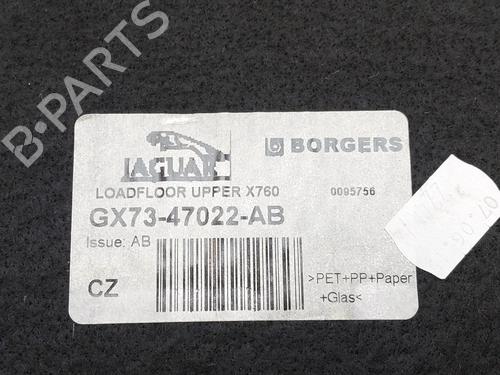 B-PARTS
JAGUAR
BORGERS
LOADFLOOR UPPER X760
0095756
GX73-47022-AB
Issue: AB
CZ
>PET+PP+Paper
+Glas<